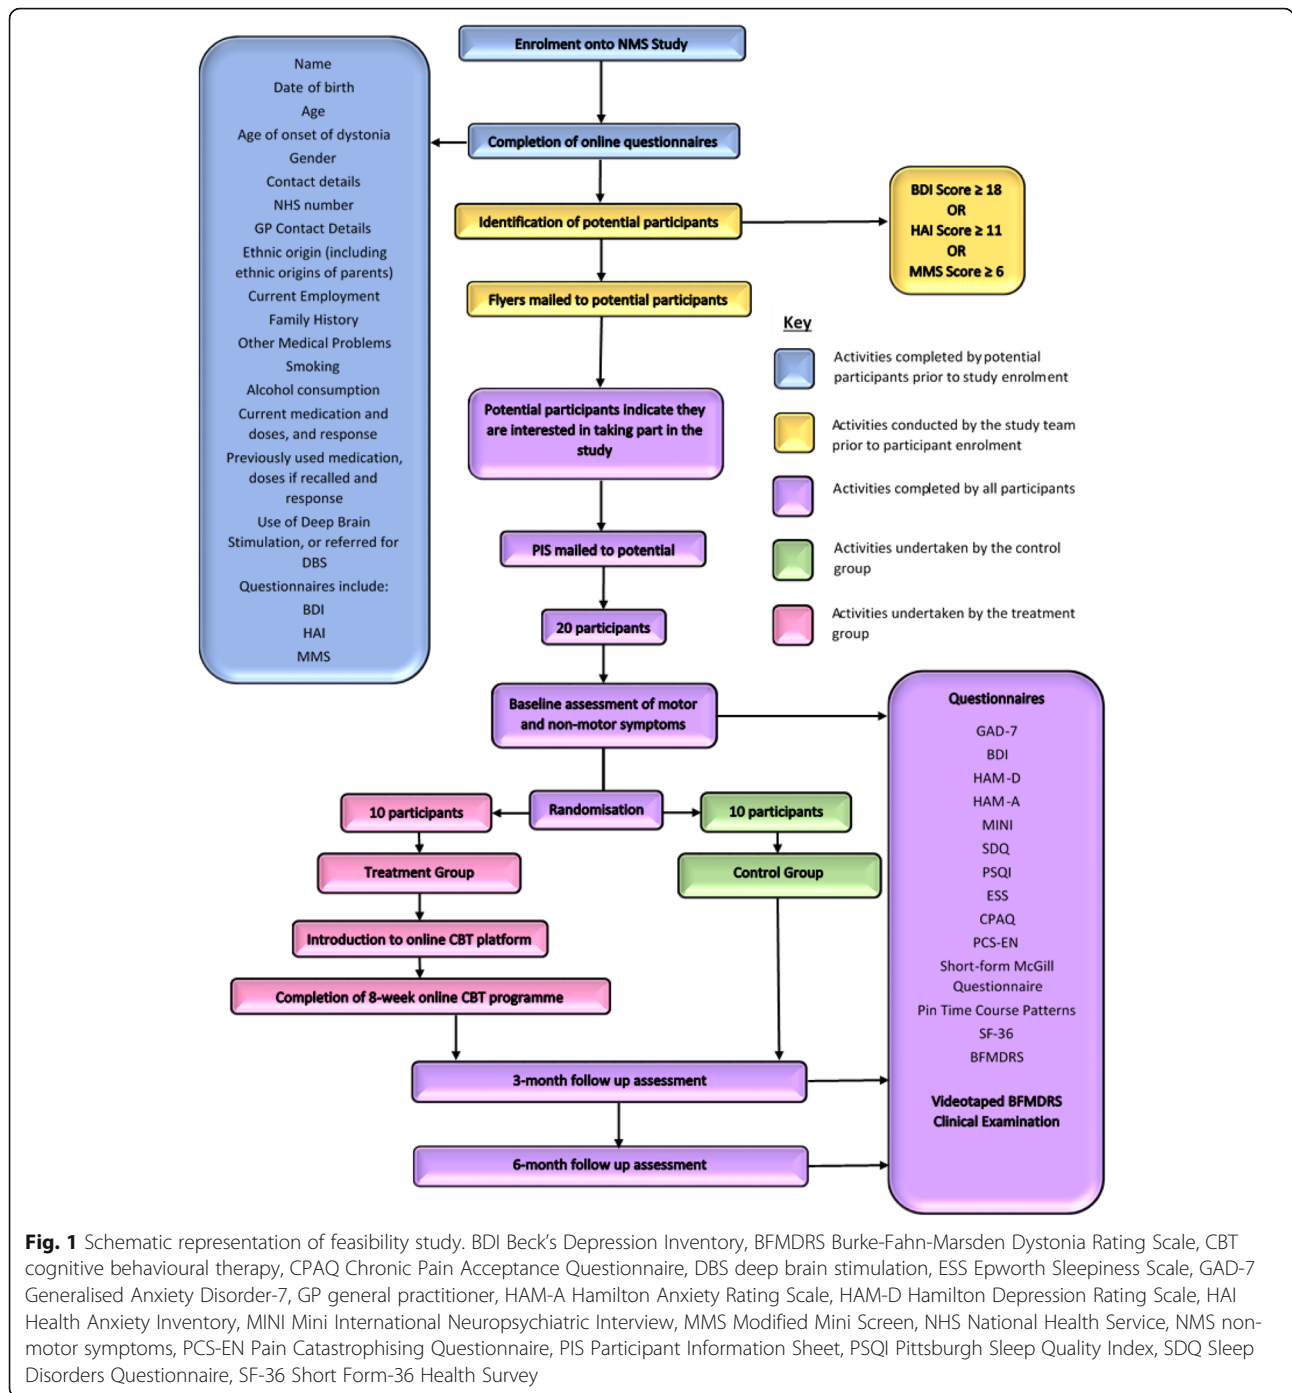 Enrolment onto NMS Study
Completion of online questionnaires
Name
Date of birth
Age
Age of onset of dystonia
Gender
Contact details
NHS number
GP Contact Details
Ethnic origin (including
ethnic origins of parents)
Current Employment
Family History
Other Medical Problems
Smoking
Alcohol consumption
Current medication and
doses, and response
Previously used medication,
doses if recalled and
response
Use of Deep Brain
Stimulation, or referred for
DBS
Questionnaires include:
BDI
HAI
MMS
Identification of potential participants
BDI Score ≥ 18
OR
HAI Score ≥ 11
OR
MMS Score ≥ 6
Flyers mailed to potential participants
Key
Activities completed by potential
participants prior to study enrolment
Activities conducted by the study team
prior to participant enrolment
Activities completed by all participants
Activities undertaken by the control
group
Activities undertaken by the treatment
group
Potential participants indicate they
are interested in taking part in the
study
PIS mailed to potential
20 participants
Baseline assessment of motor
and non-motor symptoms
Randomisation
10 participants
Treatment Group
Introduction to online CBT platform
Completion of 8-week online CBT programme
10 participants
Control Group
3-month follow up assessment
6-month follow up assessment
Questionnaires
GAD-7
BDI
HAM-D
HAM-A
MINI
SDQ
PSQI
ESS
CPAQ
PCS-EN
Short-form McGill
Questionnaire
Pin Time Course Patterns
SF-36
BFMDRS
Videotaped BFMDRS
Clinical Examination
Fig. 1 Schematic representation of feasibility study. BDI Beck's Depression Inventory, BFMDRS Burke-Fahn-Marsden Dystonia Rating Scale, CBT
cognitive behavioural therapy, CPAQ Chronic Pain Acceptance Questionnaire, DBS deep brain stimulation, ESS Epworth Sleepiness Scale, GAD-7
Generalised Anxiety Disorder-7, GP general practitioner, HAM-A Hamilton Anxiety Rating Scale, HAM-D Hamilton Depression Rating Scale, HAI
Health Anxiety Inventory, MINI Mini International Neuropsychiatric Interview, MMS Modified Mini Screen, NHS National Health Service, NMS non-
motor symptoms, PCS-EN Pain Catastrophising Questionnaire, PIS Participant Information Sheet, PSQI Pittsburgh Sleep Quality Index, SDQ Sleep
Disorders Questionnaire, SF-36 Short Form-36 Health Survey